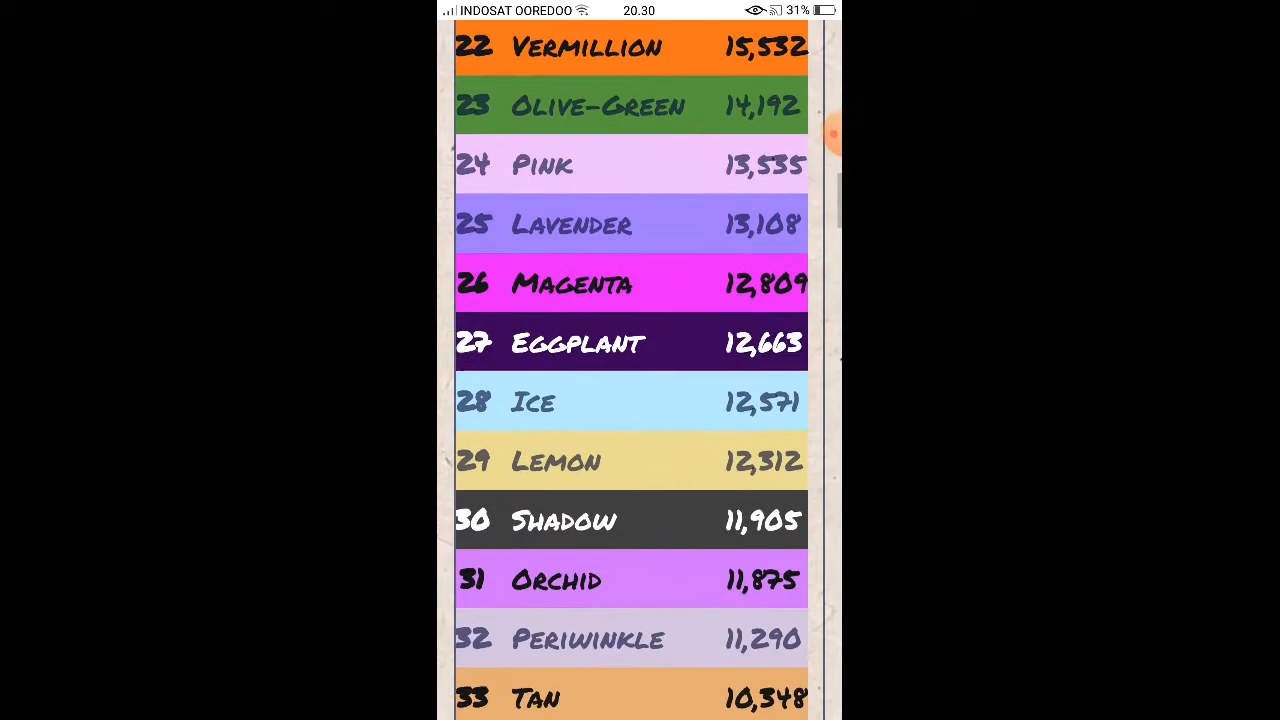 INDOSAT OOREDOO 20.30 31%
22 Vermillion 15,532
23 Olive-Green 14,192
24 Pink 13,535
25 Lavender 13,108
26 Magenta 12,809
27 Eggplant 12,663
28 Ice 12,571
29 Lemon 12,312
30 Shadow 11,905
31 Orchid 11,875
32 Periwinkle 11,290
33 Tan 10,348